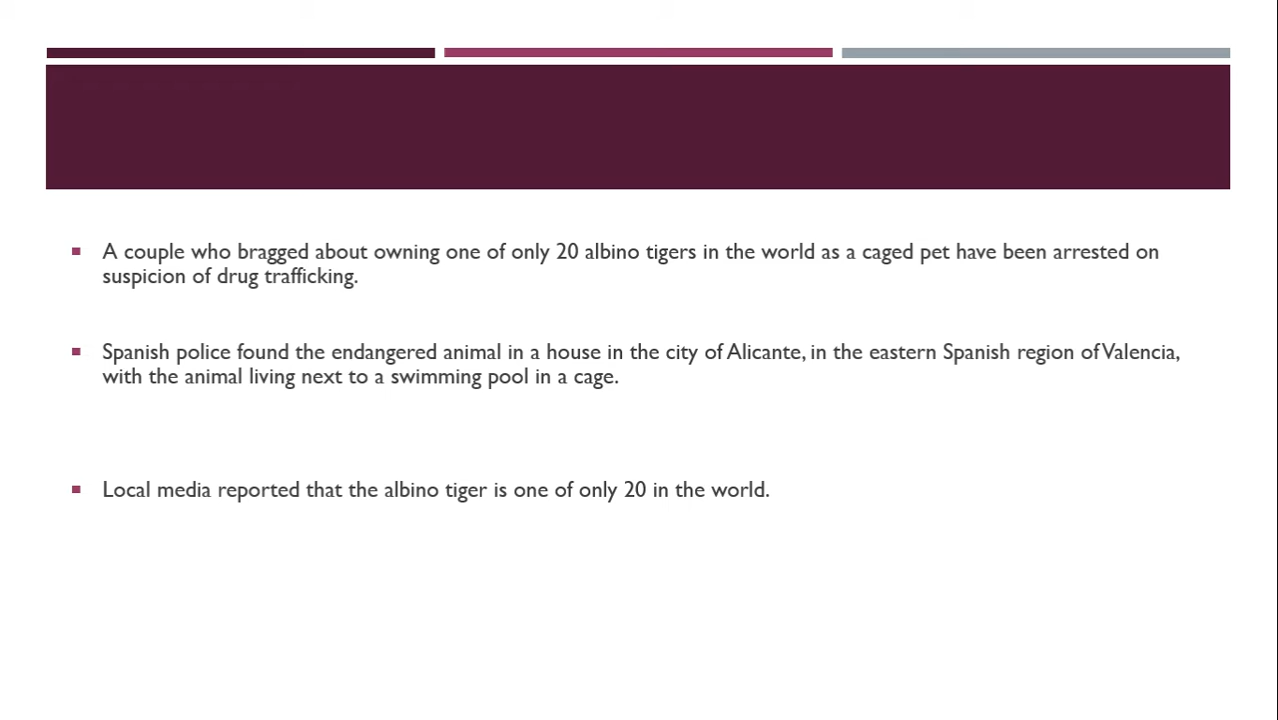 A couple who bragged about owning one of only 20 albino tigers in the world as a caged pet have been arrested on
suspicion of drug trafficking.
Spanish police found the endangered animal in a house in the city of Alicante, in the eastern Spanish region of Valencia,
with the animal living next to a swimming pool in a cage.
Local media reported that the albino tiger is one of only 20 in the world.